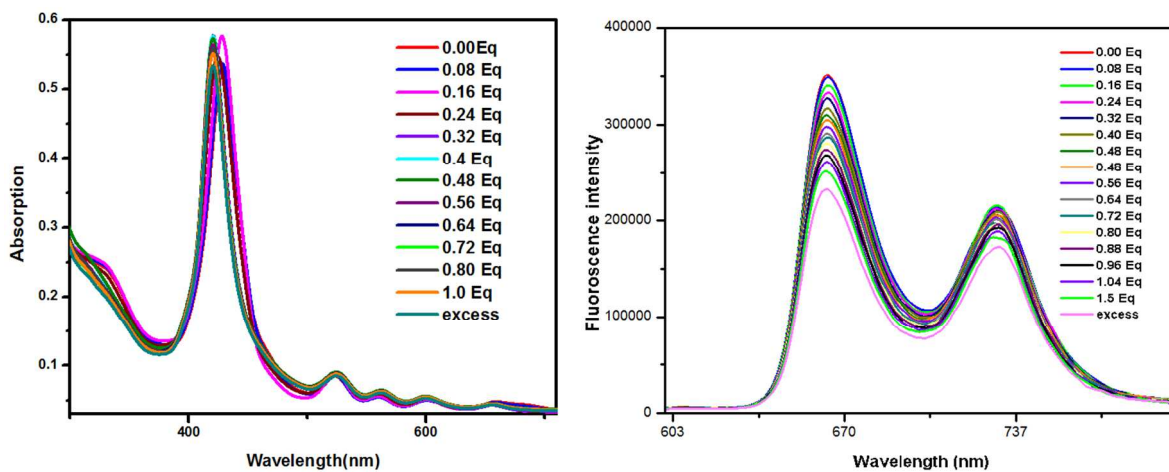 0.6
0.5
0.4
0.3
0.2
0.1
Absorption
400
600
Wavelength(nm)
0.00Eq
0.08 Eq
0.16 Eq
0.24 Eq
0.32 Eq
0.4 Eq
0.48 Eq
0.56 Eq
0.64 Eq
0.72 Eq
0.80 Eq
1.0 Eq
excess
400000
300000
200000
100000
0
Fluoroscence intensity
603
670
737
Wavelength (nm)
0.00 Eq
0.08 Eq
0.16 Eq
0.24 Eq
0.32 Eq
0.40 Eq
0.48 Eq
0.48 Eq
0.56 Eq
0.64 Eq
0.72 Eq
0.80 Eq
0.88 Eq
0.96 Eq
1.04 Eq
1.5 Eq
excess